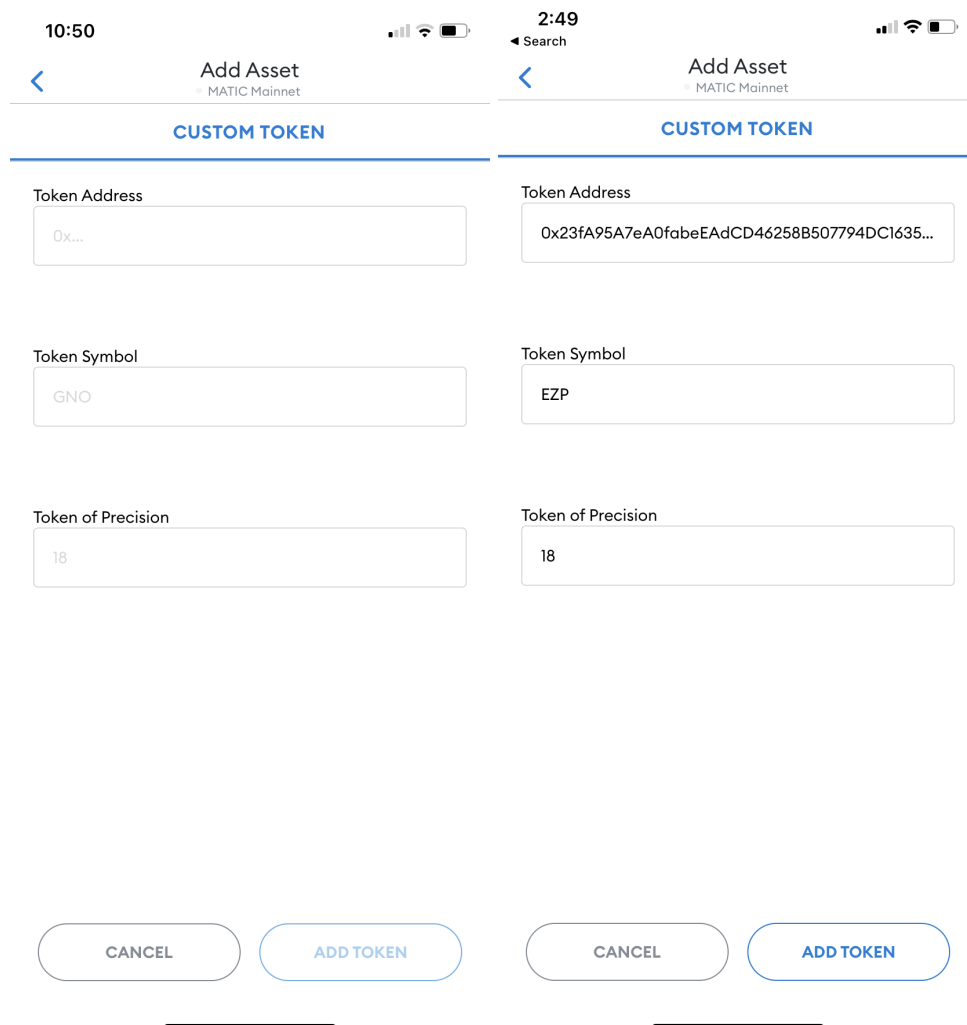 10:50
Add Asset
MATIC Mainnet
CUSTOM TOKEN
Token Address
0x...
Token Symbol
GNO
Token of Precision
18
CANCEL
ADD TOKEN
2:49
◀ Search
Add Asset
MATIC Mainnet
CUSTOM TOKEN
Token Address
0x23fA95A7eA0fabeEAdCD46258B507794DC1635...
Token Symbol
EZP
Token of Precision
18
CANCEL
ADD TOKEN